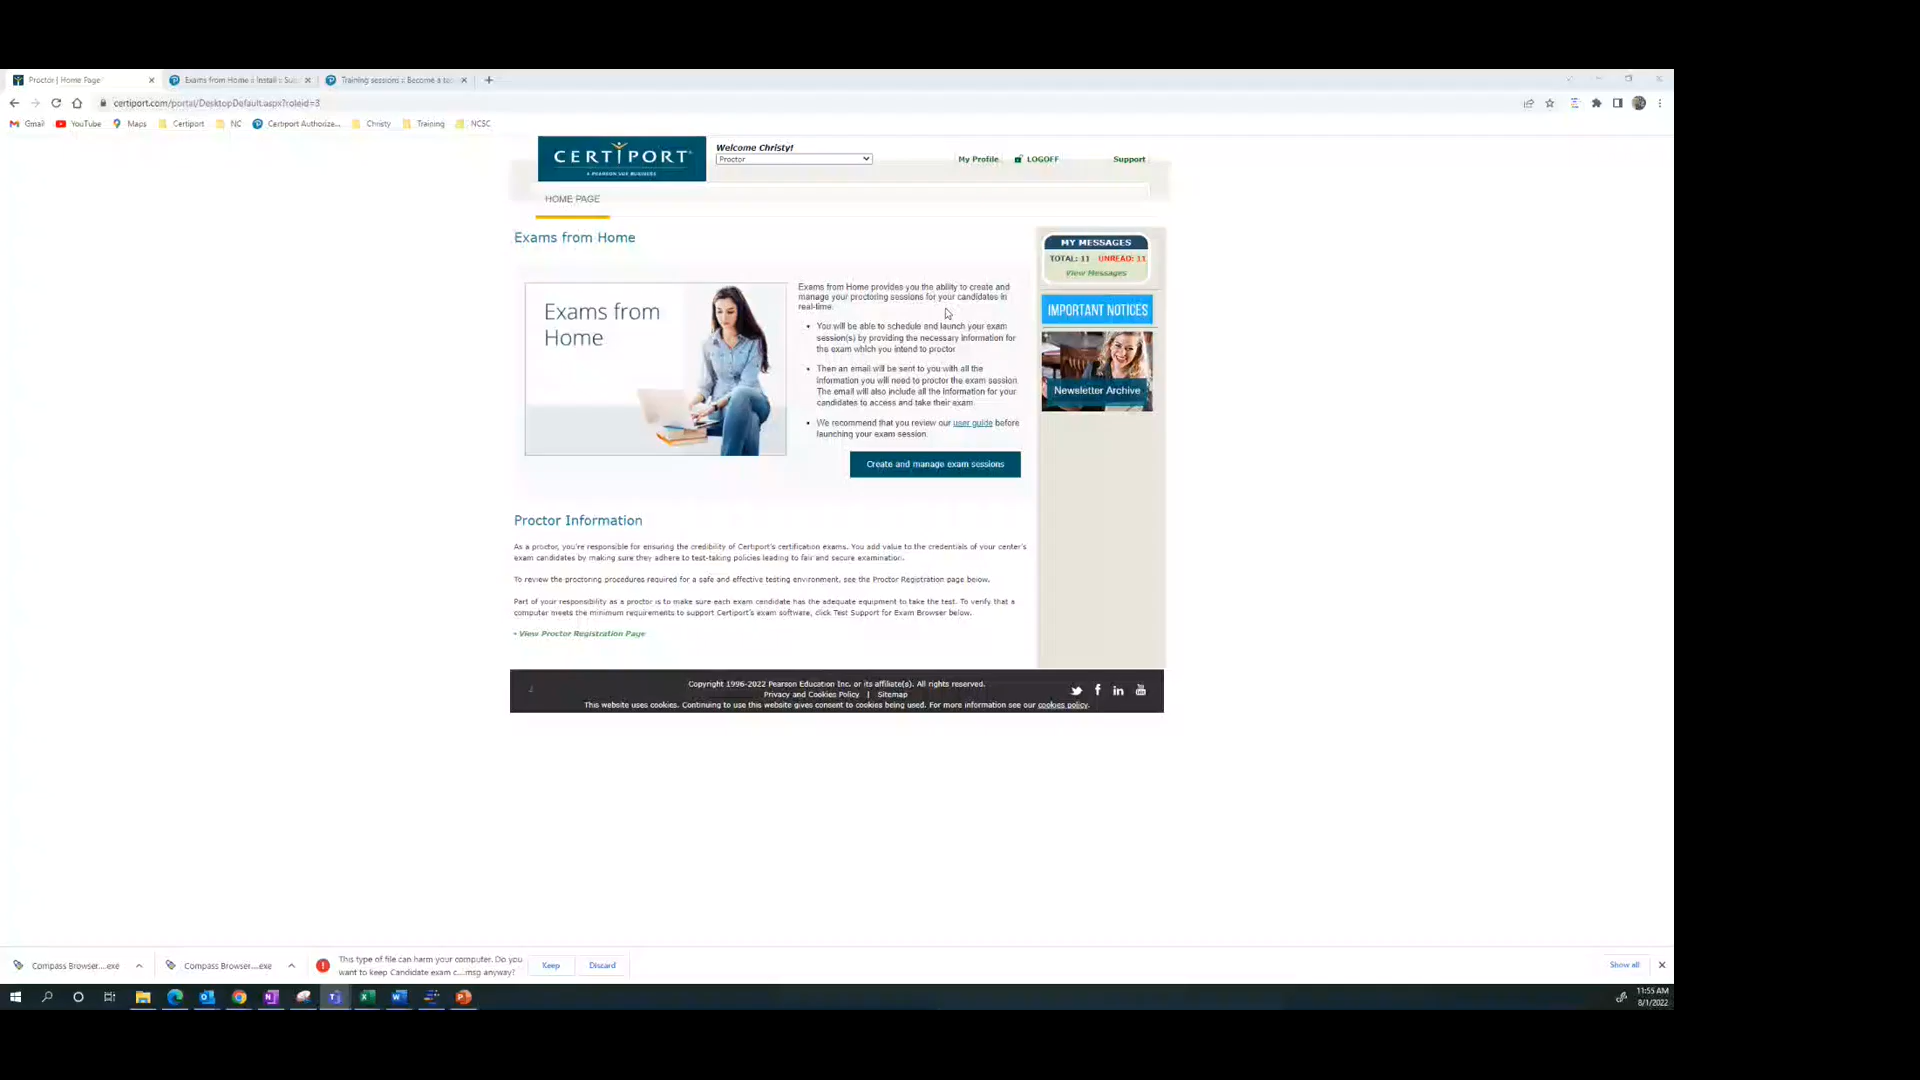 Proctor | Home Page
Exams from Home :: Install :: Su
Training sessions :: Become a te
certiport.com/portal/DesktopDefault.aspx?roleid=3
Gmail YouTube Maps Certiport NC Certiport Authorize... Christy Training NCSC
CERTIPORT
A PEARSON VUE BUSINESS
Welcome Christy!
Proctor
My Profile LOGOFF Support
HOME PAGE
Exams from Home
Exams from
Home
Exams from Home provides you the ability to create and
manage your proctoring sessions for your candidates in
real-time.
• You will be able to schedule and launch your exam
session(s) by providing the necessary information for
the exam which you intend to proctor
• Then an email will be sent to you with all the
information you will need to proctor the exam session.
The email will also include all the information for your
candidates to access and take their exam.
• We recommend that you review our user guide before
launching your exam session.
Create and manage exam sessions
MY MESSAGES
TOTAL: 11 UNREAD: 11
View Messages
IMPORTANT NOTICES
Newsletter Archive
Proctor Information
As a proctor, you're responsible for ensuring the credibility of Certiport's certification exams. You add value to the credentials of your center's
exam candidates by making sure they adhere to test-taking policies leading to fair and secure examination.
To review the proctoring procedures required for a safe and effective testing environment, see the Proctor Registration page below.
Part of your responsibility as a proctor is to make sure each exam candidate has the adequate equipment to take the test. To verify that a
computer meets the minimum requirements to support Certiport's exam software, click Test Support for Exam Browser below.
• View Proctor Registration Page
2
Copyright 1996-2022 Pearson Education Inc. or its affiliate(s). All rights reserved.
Privacy and Cookies Policy | Sitemap
This website uses cookies. Continuing to use this website gives consent to cookies being used. For more information see our cookies policy.
Compass Browser....exe
Compass Browser....exe
This type of file can harm your computer. Do you
want to keep Candidate exam c....msg anyway?
Keep
Discard
Show all
11:55 AM
8/1/2022